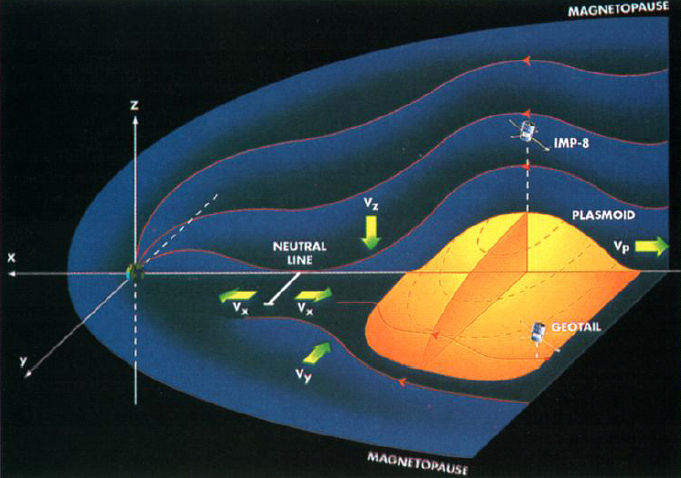 MAGNETOPAUSE
Z
IMP-8
Vz
PLASMOID
NEUTRAL
LINE
Vp
X
Vx
Vx
GEOTAIL
y
Vy
MAGNETOPAUSE